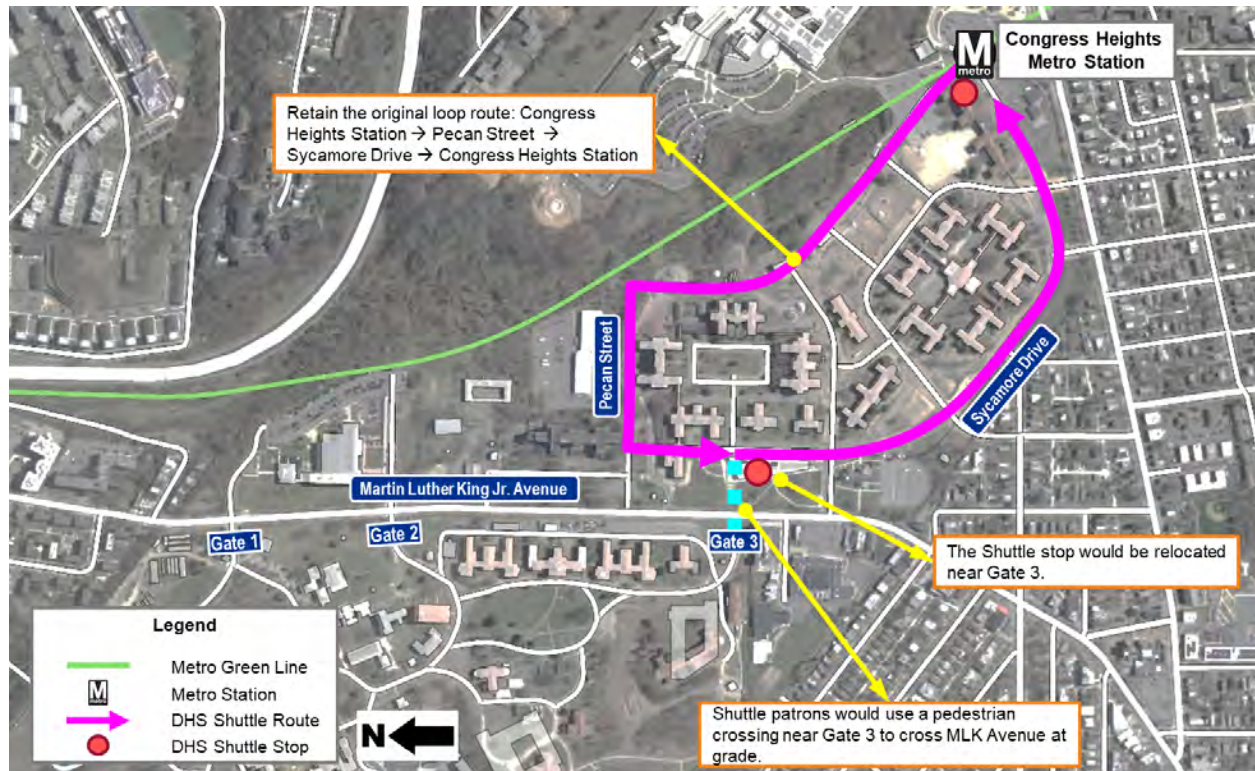 M
metro
Congress Heights
Metro Station
Retain the original loop route: Congress
Heights Station → Pecan Street →
Sycamore Drive → Congress Heights Station
Pecan Street
Sycamore Drive
Martin Luther King Jr. Avenue
Gate 1
Gate 2
Gate 3
The Shuttle stop would be relocated
near Gate 3.
Legend
Metro Green Line
M
metro
Metro Station
DHS Shuttle Route
DHS Shuttle Stop
N
Shuttle patrons would use a pedestrian
crossing near Gate 3 to cross MLK Avenue at
grade.